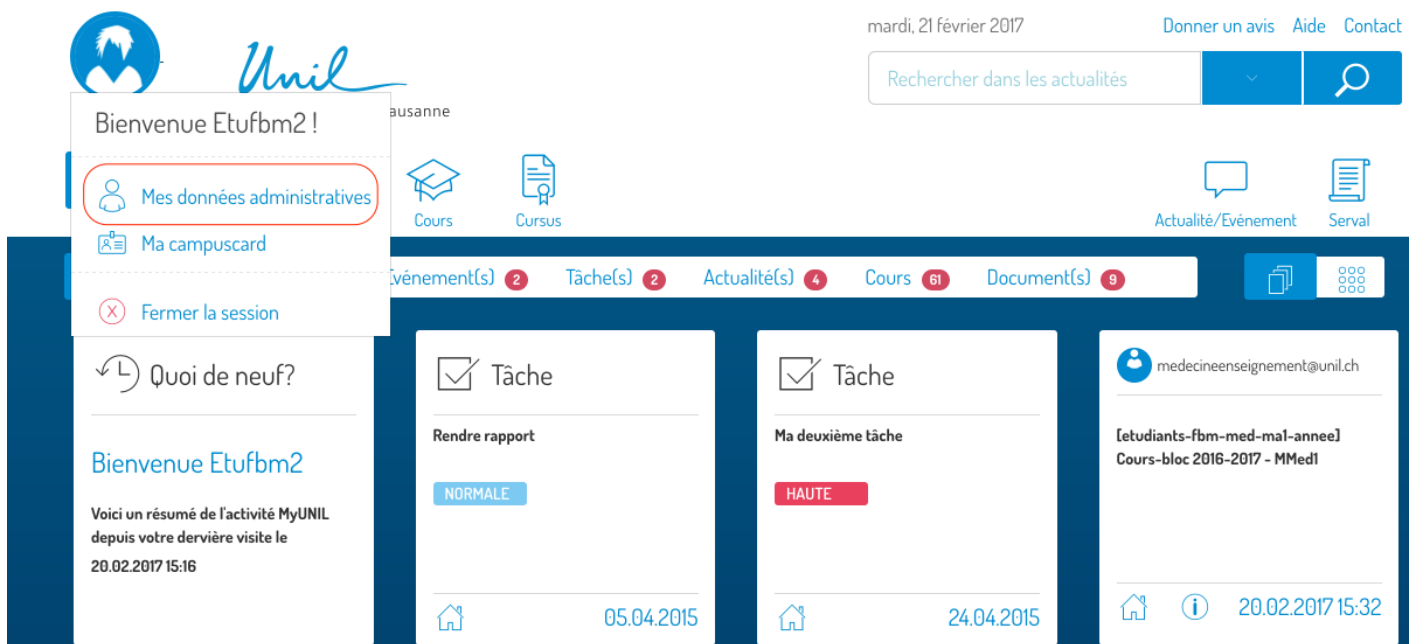 mardi, 21 février 2017
Donner un avis Aide Contact
Unil
Rechercher dans les actualités
ausanne
Bienvenue Etufbm2 !
Mes données administratives
Ma campuscard
Fermer la session
Cours
Cursus
Actualité/Evénement
Serval
Evénement(s) 2 Tâche(s) 2 Actualité(s) 4 Cours 61 Document(s) 9
Quoi de neuf?
Bienvenue Etufbm2
Voici un résumé de l'activité MyUNIL
depuis votre dervière visite le
20.02.2017 15:16
Tâche
Rendre rapport
NORMALE
05.04.2015
Tâche
Ma deuxième tâche
HAUTE
24.04.2015
medecineenseignement@unil.ch
[etudiants-fbm-med-ma1-annee]
Cours-bloc 2016-2017 - MMed1
20.02.2017 15:32